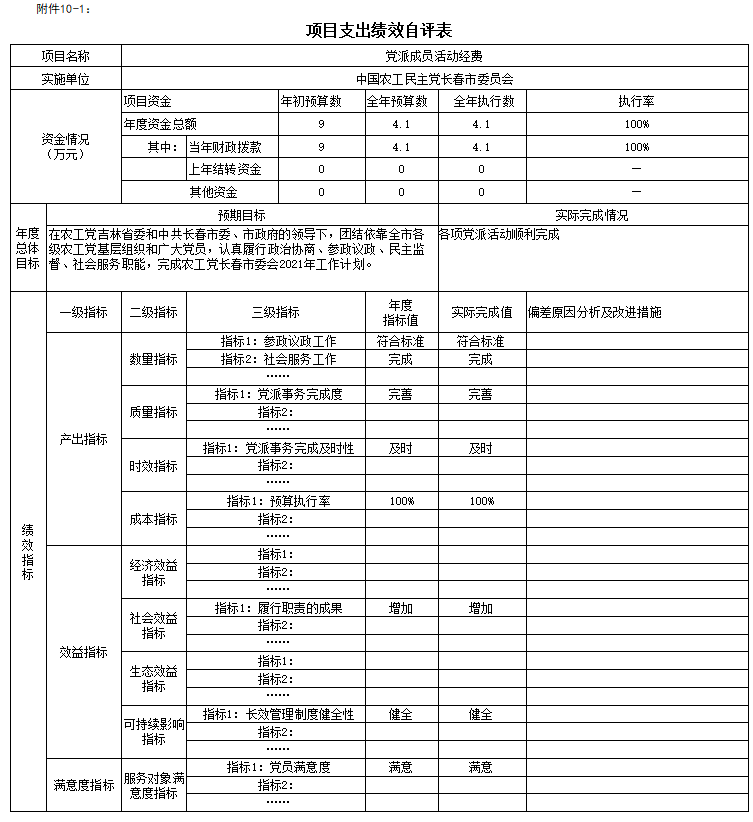 附件10-1：
项目支出绩效自评表
项目名称 党派成员活动经费
实施单位 中国农工民主党长春市委员会
资金情况
（万元）
项目资金 年初预算数 全年预算数 全年执行数 执行率
年度资金总额 9 4.1 4.1 100%
其中：当年财政拨款 9 4.1 4.1 100%
上年结转资金 0 0 0 —
其他资金 0 0 0 —
年度
总体
目标
预期目标 实际完成情况
在农工党吉林省委和中共长春市委、市政府的领导下，团结依靠全市各
级农工党基层组织和广大党员，认真履行政治协商、参政议政、民主监
督、社会服务职能，完成农工党长春市委会2021年工作计划。
各项党派活动顺利完成
绩
效
指
标
一级指标 二级指标 三级指标 年度
指标值 实际完成值 偏差原因分析及改进措施
产出指标
数量指标
指标1：参政议政工作 符合标准 符合标准
指标2：社会服务工作 完成 完成
……
质量指标
指标1：党派事务完成度 完善 完善
指标2：
……
时效指标
指标1：党派事务完成及时性 及时 及时
指标2：
……
成本指标
指标1：预算执行率 100% 100%
指标2：
……
效益指标
经济效益
指标
指标1：
指标2：
……
社会效益
指标
指标1：履行职责的成果 增加 增加
指标2：
……
生态效益
指标
指标1：
指标2：
……
可持续影响
指标
指标1：长效管理制度健全性 健全 健全
指标2：
……
满意度指标
服务对象满
意度指标
指标1：党员满意度 满意 满意
指标2：
……